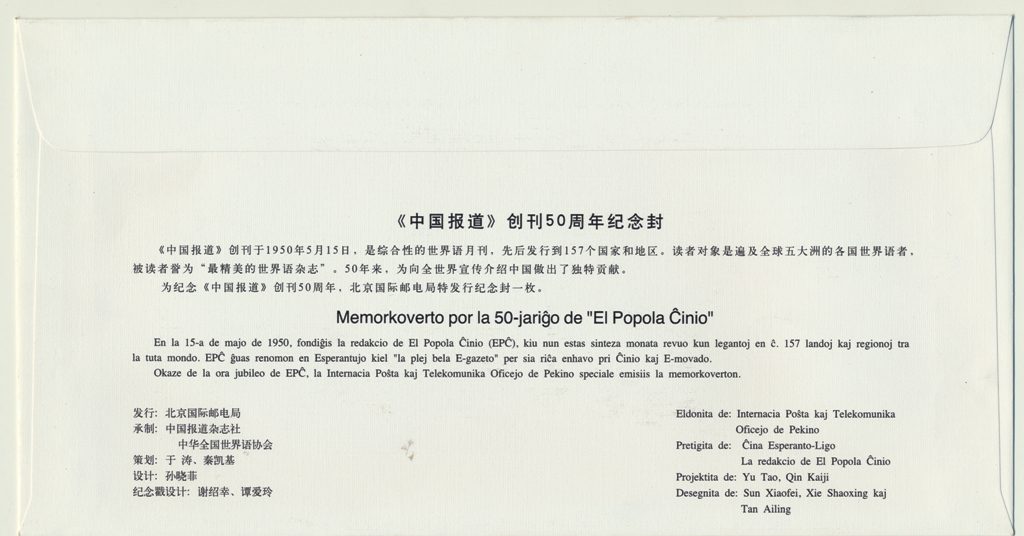 《中国报道》创刊50周年纪念封
《中国报道》创刊于1950年5月15日，是综合性的世界语月刊，先后发行到157个国家和地区。读者对象是遍及全球五大洲的各国世界语者，
被读者誉为“最精美的世界语杂志”。50年来，为向全世界宣传介绍中国做出了独特贡献。
为纪念《中国报道》创刊50周年，北京国际邮电局特发行纪念封一枚。
Memorkoverto por la 50-jariĝo de "El Popola Ĉinio"
En la 15-a de majo de 1950, fondiĝis la redakcio de El Popola Ĉinio (EPĈ), kiu nun estas sinteza monata revuo kun legantoj en ĉ. 157 landoj kaj regionoj tra
la tuta mondo. EPĈ ĝuas renomon en Esperantujo kiel "la plej bela E-gazeto" per sia riĉa enhavo pri Ĉinio kaj E-movado.
Okaze de la ora jubileo de EPĈ, la Internacia Poŝta kaj Telekomunika Oficejo de Pekino speciale emisiis la memorkoverton.
发行：北京国际邮电局
承制：中国报道杂志社
中华全国世界语协会
策划：于 涛、秦凯基
设计：孙晓菲
纪念戳设计：谢绍幸、谭爱玲
Eldonita de: Internacia Poŝta kaj Telekomunika
Oficejo de Pekino
Pretigita de: Ĉina Esperanto-Ligo
La redakcio de El Popola Ĉinio
Projektita de: Yu Tao, Qin Kaiji
Desegnita de: Sun Xiaofei, Xie Shaoxing kaj
Tan Ailing